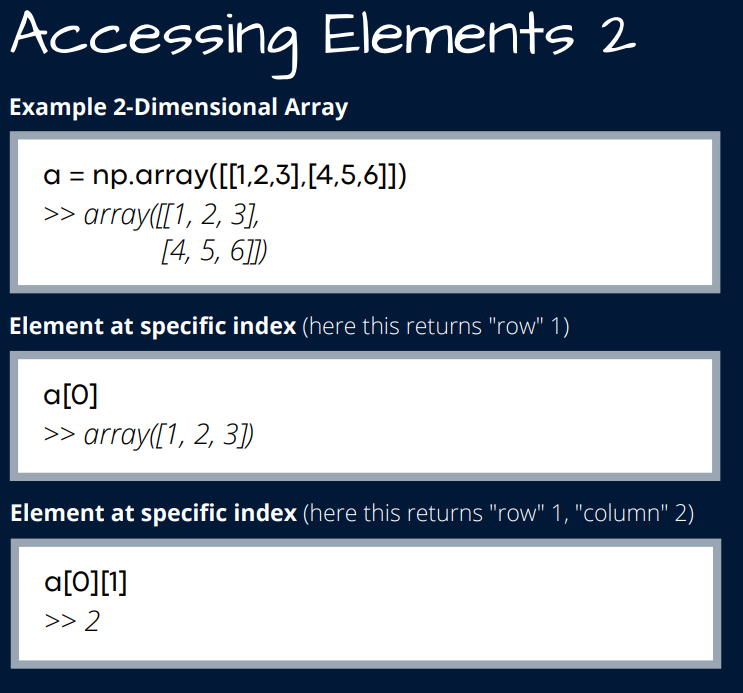 Accessing Elements 2
Example 2-Dimensional Array
a = np.array([[1,2,3],[4,5,6]])
>> array([[1, 2, 3],
[4, 5, 6]])
Element at specific index (here this returns "row" 1)
a[0]
>> array([1, 2, 3])
Element at specific index (here this returns "row" 1, "column" 2)
a[0][1]
>> 2